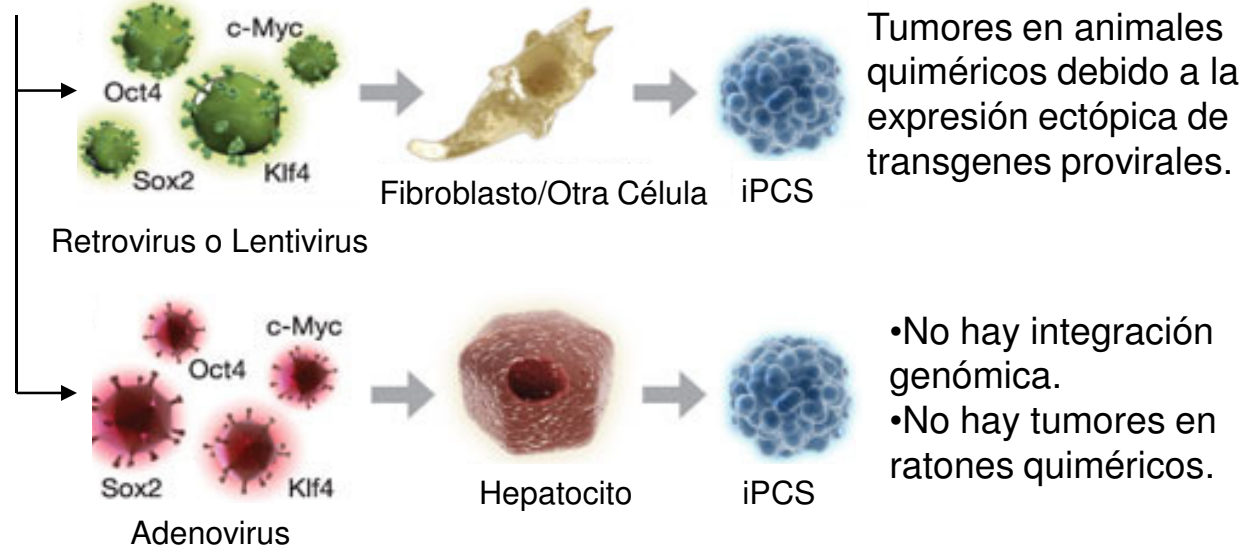 c-Myc
Oct4
Sox2
Klf4
Retrovirus o Lentivirus
Fibroblasto/Otra Célula
iPCS
Tumores en animales
quiméricos debido a la
expresión ectópica de
transgenes provirales.
c-Myc
Oct4
Sox2
Klf4
Adenovirus
Hepatocito
iPCS
•No hay integración
genómica.
•No hay tumores en
ratones quiméricos.